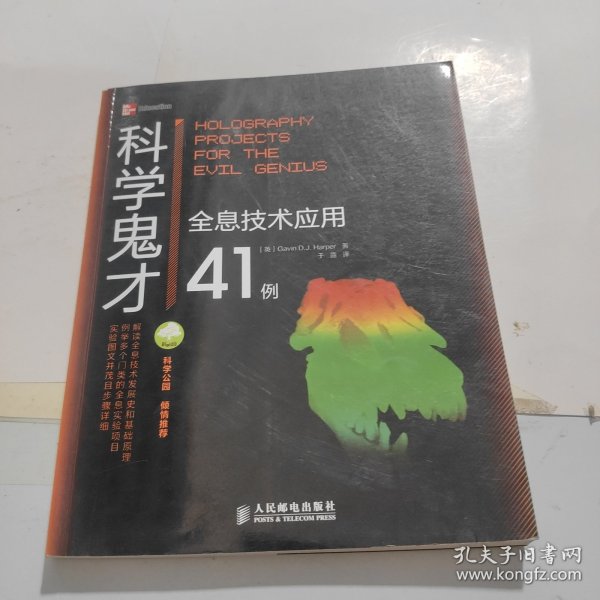 Education
科学鬼才
HOLOGRAPHY
PROJECTS
FOR THE
EVIL GENIUS
全息技术应用
41例
[英] Gavin D.J. Harper 著
于路 译
科学公园 倾情推荐
解读全息技术发展史和基础原理
例举多个门类的全息实验项目
实验图文并茂且步骤详细
人民邮电出版社
POSTS & TELECOM PRESS
孔夫子旧书网
www.kongfz.com